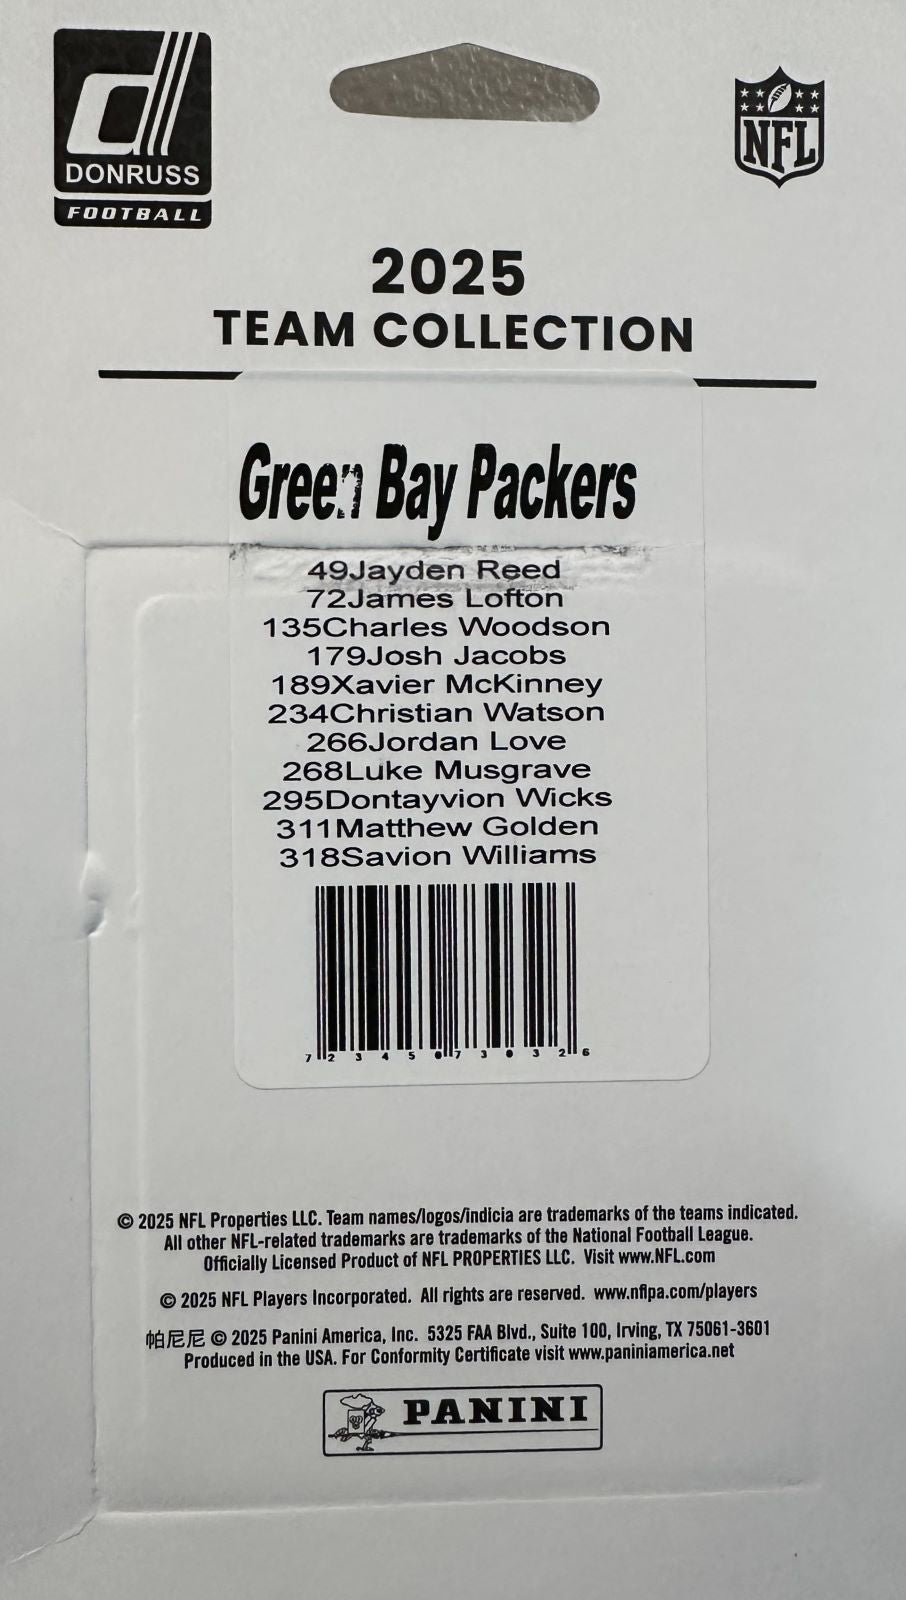 DONRUSS
FOOTBALL
NFL
2025
TEAM COLLECTION
Green Bay Packers
49Jayden Reed
72James Lofton
135Charles Woodson
179Josh Jacobs
189Xavier McKinney
234Christian Watson
266Jordan Love
268Luke Musgrave
295Dontayvion Wicks
311Matthew Golden
318Savion Williams
7 2 3 4 5 0 7 3 0 3 2 6
© 2025 NFL Properties LLC. Team names/logos/indicia are trademarks of the teams indicated.
All other NFL-related trademarks are trademarks of the National Football League.
Officially Licensed Product of NFL PROPERTIES LLC. Visit www.NFL.com
© 2025 NFL Players Incorporated. All rights are reserved. www.nflpa.com/players
帕尼尼 © 2025 Panini America, Inc. 5325 FAA Blvd., Suite 100, Irving, TX 75061-3601
Produced in the USA. For Conformity Certificate visit www.paniniamerica.net
PANINI